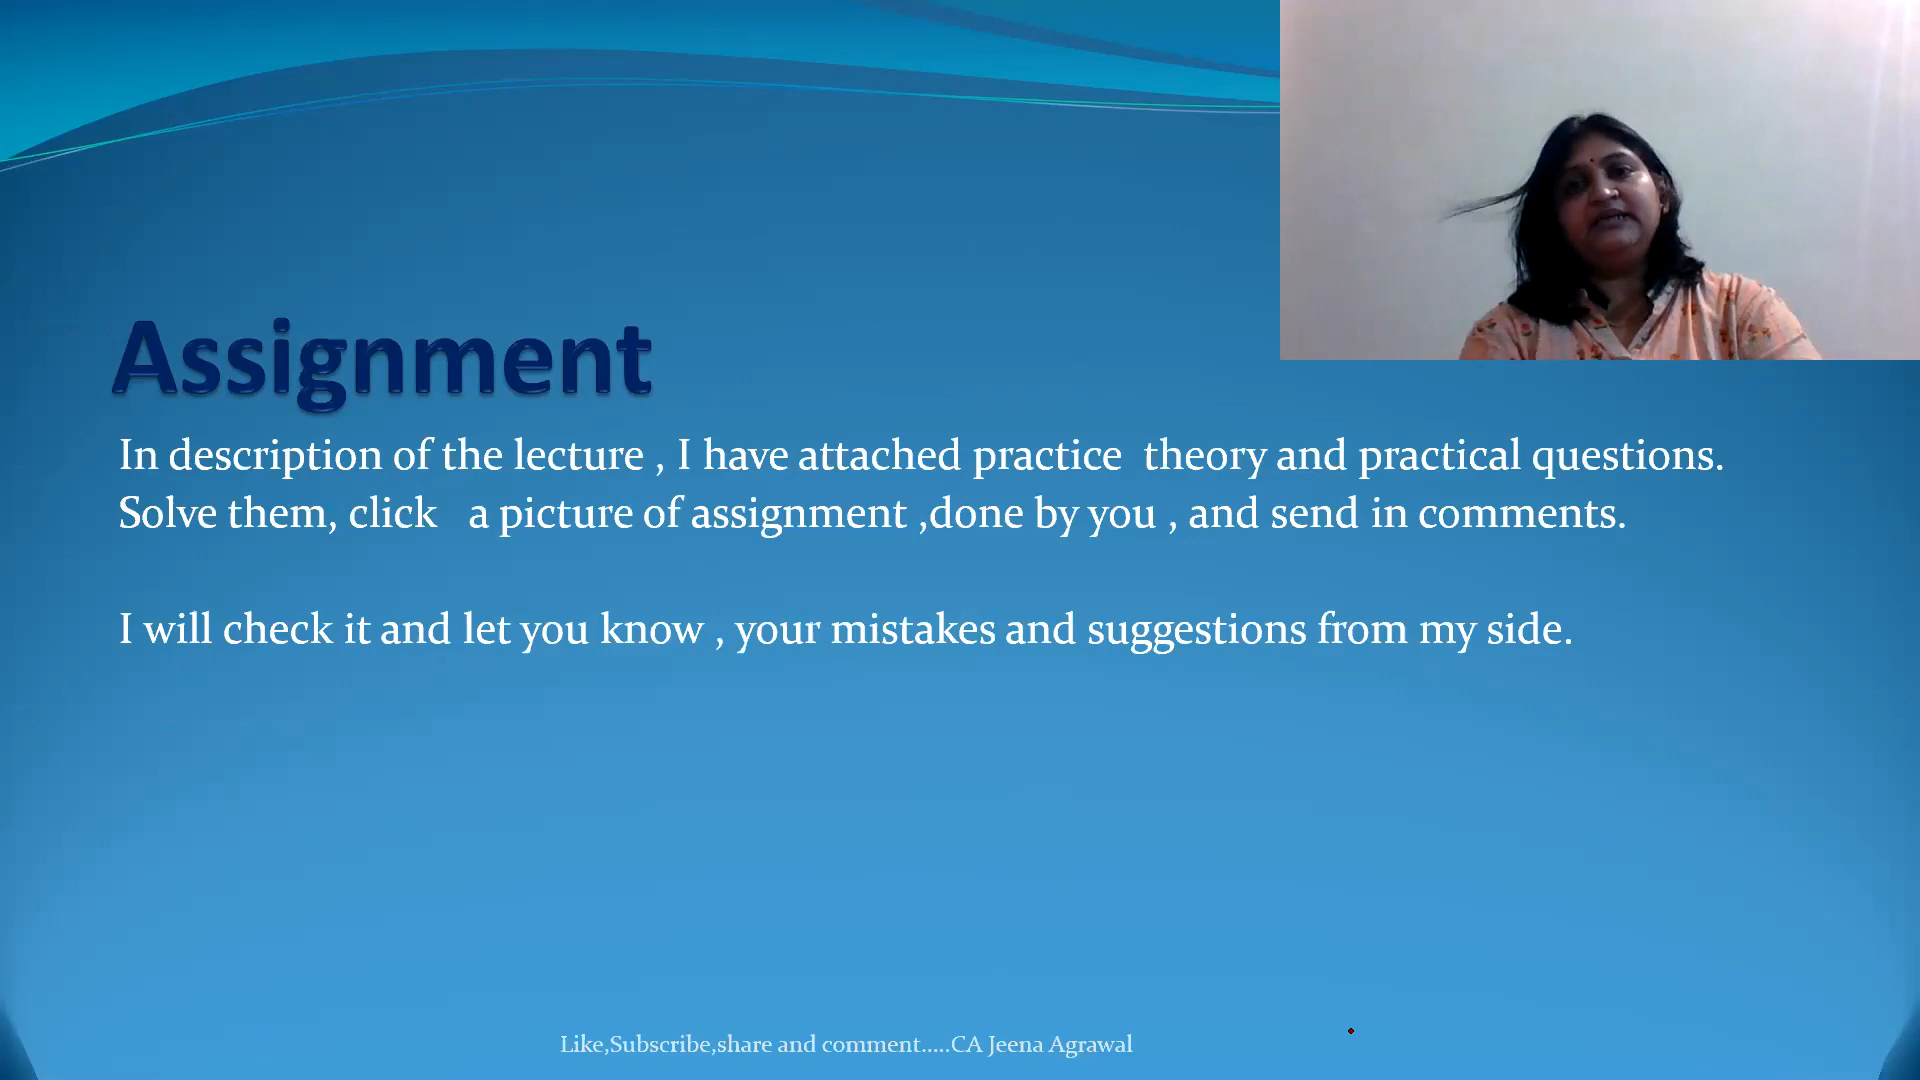 Assignment
In description of the lecture , I have attached practice  theory and practical questions.
Solve them, click   a picture of assignment ,done by you , and send in comments.
I will check it and let you know , your mistakes and suggestions from my side.
Like,Subscribe,share and comment.....CA Jeena Agrawal